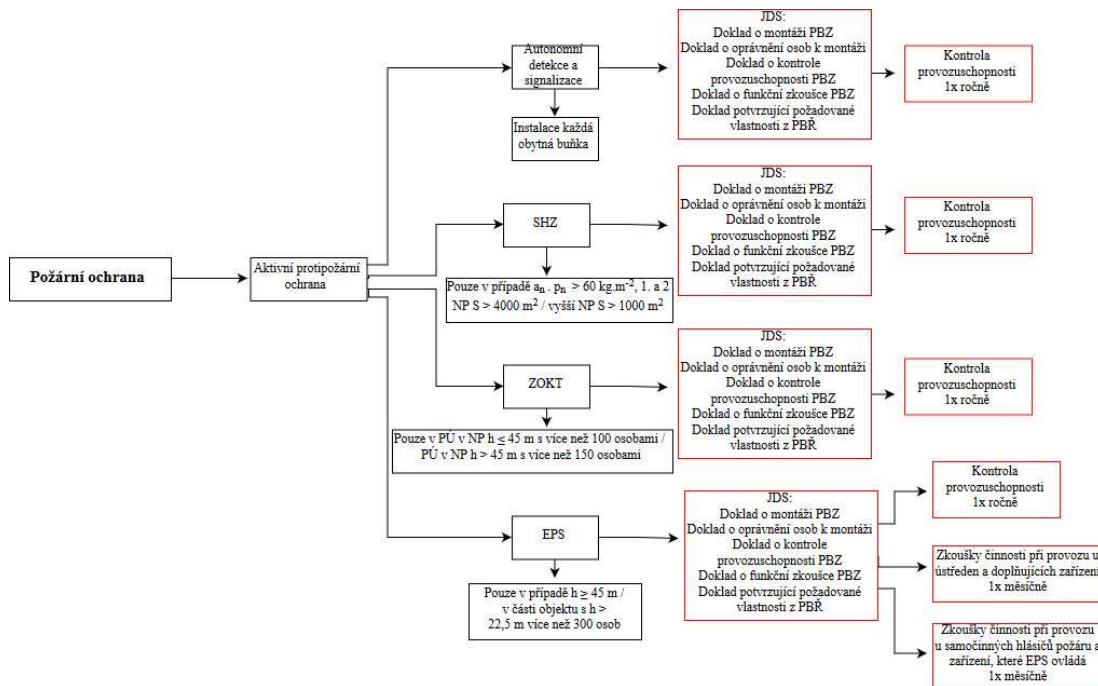 Požární ochrana
Aktivní protipožární
ochrana
Autonomní
detekce a
signalizace
Instalace každá
obytná buňka
JDS:
Doklad o montáži PBZ
Doklad o oprávnění osob k montáži
Doklad o kontrole
provozuschopnosti PBZ
Doklad o funkční zkoušce PBZ
Doklad potvrzující požadované
vlastnosti z PBŘ
Kontrola
provozuschopnosti
1x ročně
SHZ
Pouze v případě aₙ . pₙ > 60 kg.m⁻², 1. a 2
NP S > 4000 m² / vyšší NP S > 1000 m²
JDS:
Doklad o montáži PBZ
Doklad o oprávnění osob k montáži
Doklad o kontrole
provozuschopnosti PBZ
Doklad o funkční zkoušce PBZ
Doklad potvrzující požadované
vlastnosti z PBŘ
Kontrola
provozuschopnosti
1x ročně
ZOKT
Pouze v PÚ v NP h ≤ 45 m s více než 100 osobami /
PÚ v NP h > 45 m s více než 150 osobami
JDS:
Doklad o montáži PBZ
Doklad o oprávnění osob k montáži
Doklad o kontrole
provozuschopnosti PBZ
Doklad o funkční zkoušce PBZ
Doklad potvrzující požadované
vlastnosti z PBŘ
Kontrola
provozuschopnosti
1x ročně
EPS
Pouze v případě h ≥ 45 m /
v části objektu s h >
22,5 m více než 300 osob
JDS:
Doklad o montáži PBZ
Doklad o oprávnění osob k montáži
Doklad o kontrole
provozuschopnosti PBZ
Doklad o funkční zkoušce PBZ
Doklad potvrzující požadované
vlastnosti z PBŘ
Kontrola
provozuschopnosti
1x ročně
Zkoušky činnosti při provozu u
ústředen a doplňujících zařízení
1x měsíčně
Zkoušky činnosti při provozu
u samočinných hlásičů požáru a
zařízení, které EPS ovládá
1x měsíčně